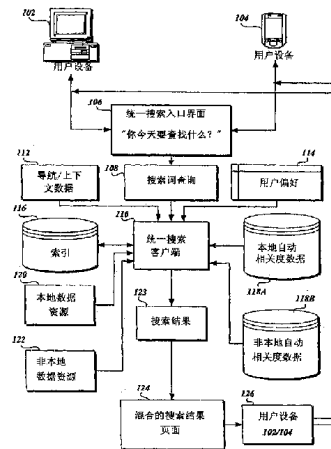 102
104
用户设备
用户设备
106
统一搜索入口界面
“你今天要查找什么？”
112
导航/上下
文数据
108
搜索词查询
114
用户偏好
116
索引
110
统一搜索
客户端
本地自动
相关度数据
118A
120
本地数据
资源
123
搜索结果
118B
非本地自动
相关度数据
122
非本地
数据资源
124
混合的搜索结果
页面
126
用户设备
102/104